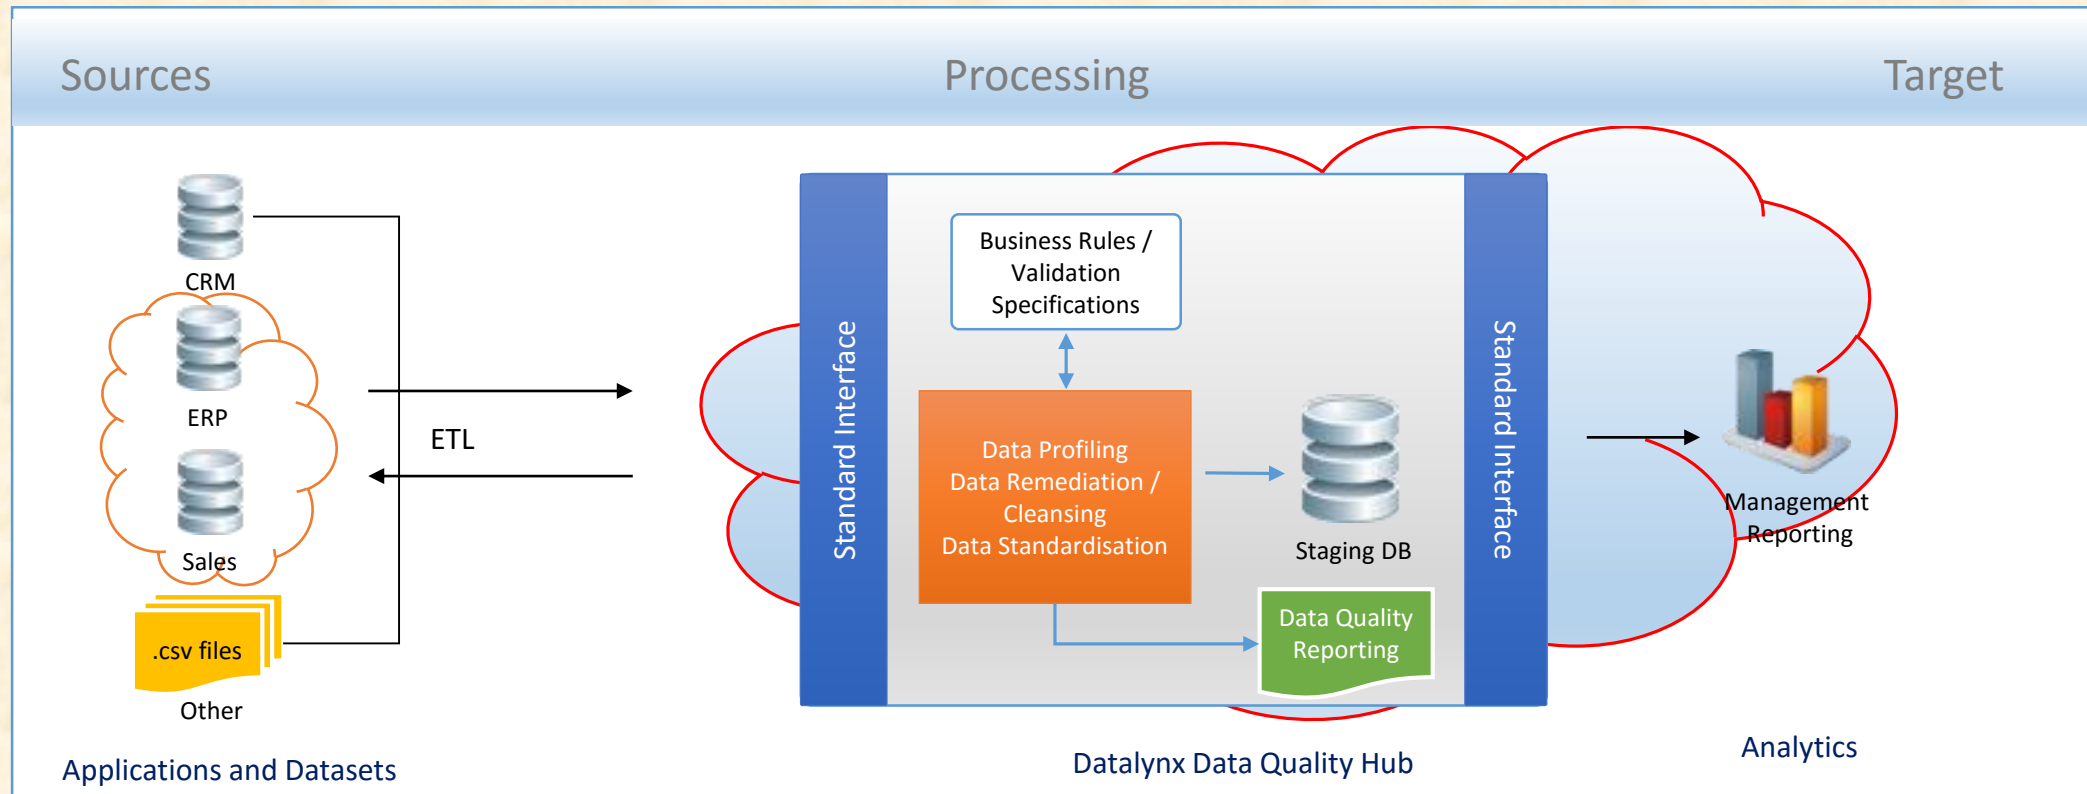 Sources
Processing
Target
CRM
ERP
Sales
.csv files
Other
Applications and Datasets
ETL
Standard Interface
Business Rules /
Validation
Specifications
Data Profiling
Data Remediation /
Cleansing
Data Standardisation
Staging DB
Data Quality
Reporting
Standard Interface
Datalynx Data Quality Hub
Management
Reporting
Analytics